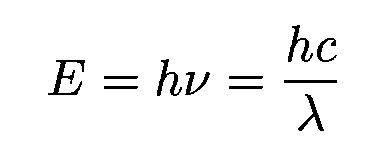 E = hν = hc/λ